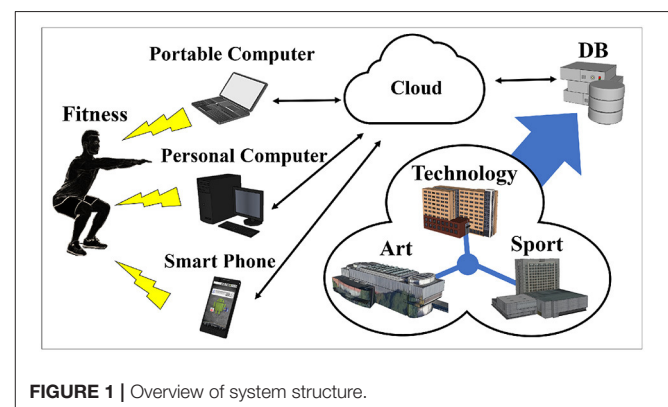 Portable Computer
Cloud
DB
Fitness
Personal Computer
Technology
Art
Sport
Smart Phone
FIGURE 1 | Overview of system structure.